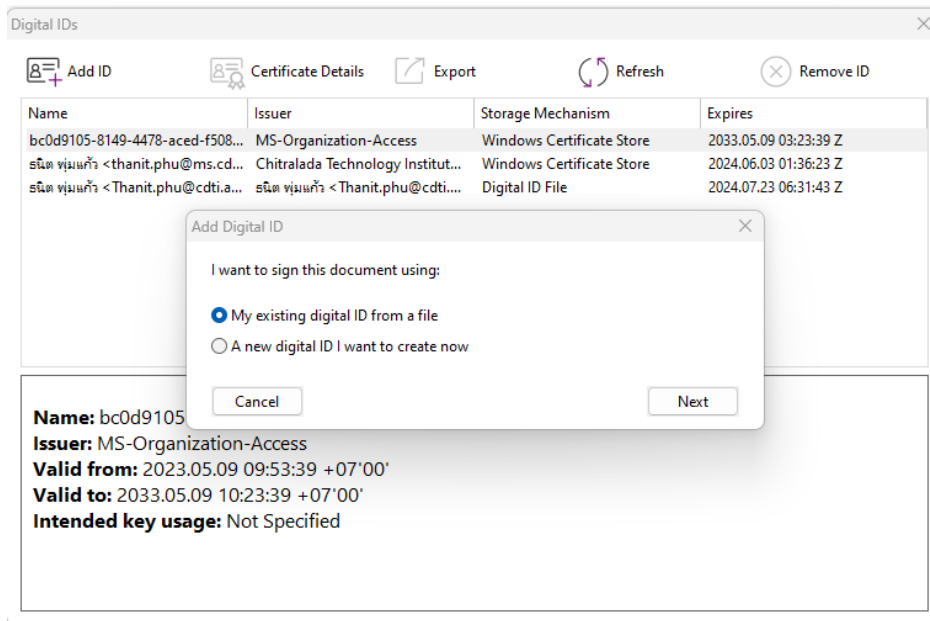 Digital IDs
Add ID Certificate Details Export Refresh Remove ID
Name Issuer Storage Mechanism Expires
bc0d9105-8149-4478-aced-f508... MS-Organization-Access Windows Certificate Store 2033.05.09 03:23:39 Z
ธนิต พุ่มแก้ว <thanit.phu@ms.cd... Chitralada Technology Institut... Windows Certificate Store 2024.06.03 01:36:23 Z
ธนิต พุ่มแก้ว <Thanit.phu@cdti.a... ธนิต พุ่มแก้ว <Thanit.phu@cdti.... Digital ID File 2024.07.23 06:31:43 Z
Add Digital ID
I want to sign this document using:
My existing digital ID from a file
A new digital ID I want to create now
Cancel Next
Name: bc0d9105
Issuer: MS-Organization-Access
Valid from: 2023.05.09 09:53:39 +07'00'
Valid to: 2033.05.09 10:23:39 +07'00'
Intended key usage: Not Specified